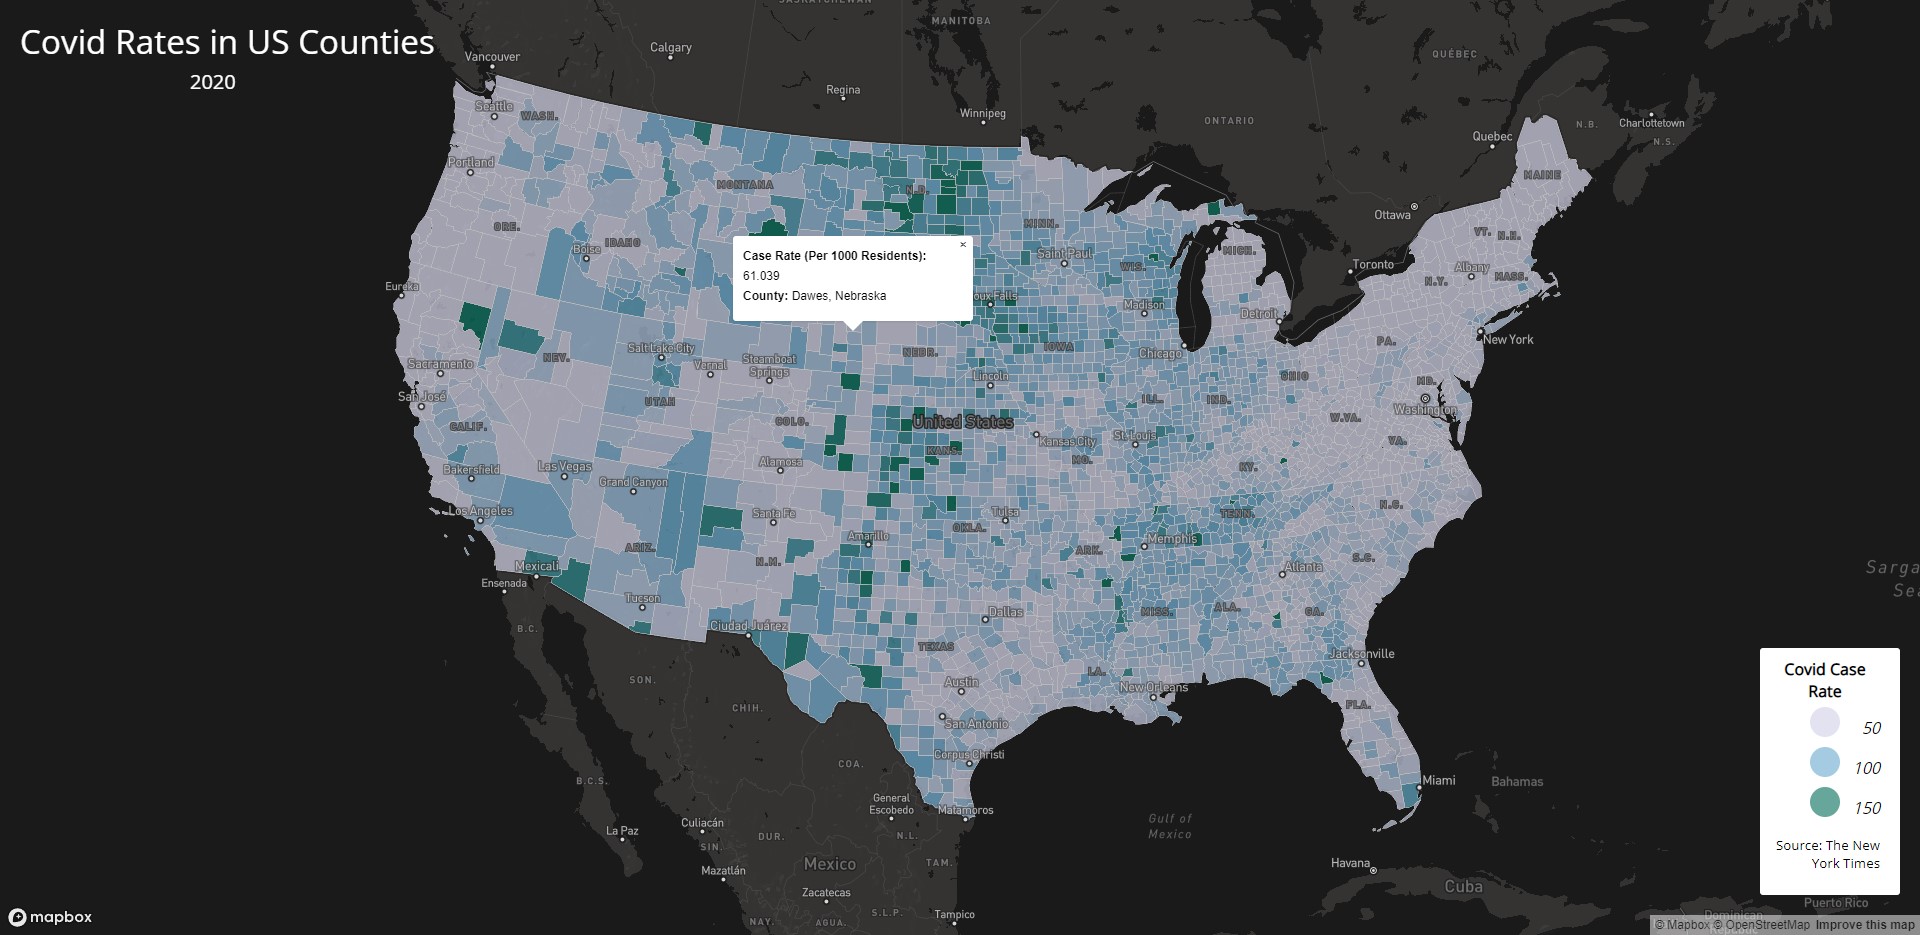 Covid Rates in US Counties
2020
SASKATCHEWAN
MANITOBA
Calgary
Vancouver
QUÉBEC
Regina
Winnipeg
Seattle
WASH.
ONTARIO
N.B.
Charlottetown
Quebec
N.S.
Portland
MONTANA
N.D.
MAINE
Ottawa
ORE.
IDAHO
MINN.
VT.
N.H.
Boise
Saint Paul
MICH.
Toronto
WIS.
Albany
MASS.
N.Y.
Case Rate (Per 1000 Residents):
×
61.039
County: Dawes, Nebraska
Eureka
oux Falls
Madison
Detroit
New York
Salt Lake City
NEV.
Vernal
Steamboat
Springs
NEBR.
IOWA
Chicago
PA.
Sacramento
Lincoln
OHIO
MD.
San José
UTAH
ILL.
IND.
Washington
CALIF.
COLO.
United States
W.VA.
VA.
Kansas City
St. Louis
KANS.
MO.
Bakersfield
Las Vegas
Alamosa
KY.
Grand Canyon
Los Angeles
Santa Fe
Tulsa
TENN.
N.C.
OKLA.
Amarillo
Memphis
ARIZ.
N.M.
ARK.
S.C.
Mexicali
Atlanta
Ensenada
Tucson
Dallas
MISS.
ALA.
GA.
Ciudad Juárez
B.C.
TEXAS
Jacksonville
SON.
LA.
Austin
New Orleans
CHIH.
FLA.
San Antonio
Corpus Christi
COA.
B.C.S.
Miami
Bahamas
General
Escobedo
Matamoros
Gulf of
Mexico
Culiacán
La Paz
SIN.
DUR.
N.L.
Mexico
TAM.
Mazatlán
Havana
Zacatecas
Cuba
S.L.P.
Tampico
NAY.
AGUA.
Puerto Rico
Dominican
Republic
Sarga
Sea
Covid Case
Rate
50
100
150
Source: The New
York Times
mapbox
© Mapbox © OpenStreetMap Improve this map